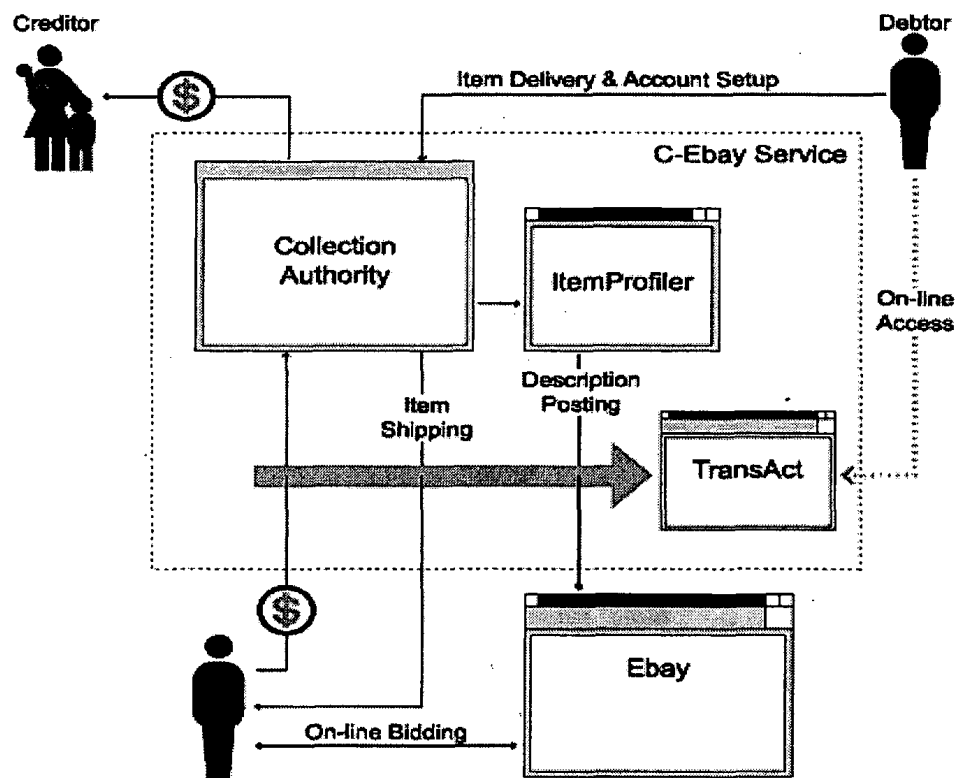 Creditor
Debtor
$
Item Delivery & Account Setup
C-Ebay Service
Collection
Authority
ItemProfiler
On-line
Access
Item
Shipping
Description
Posting
TransAct
$
Ebay
On-line Bidding